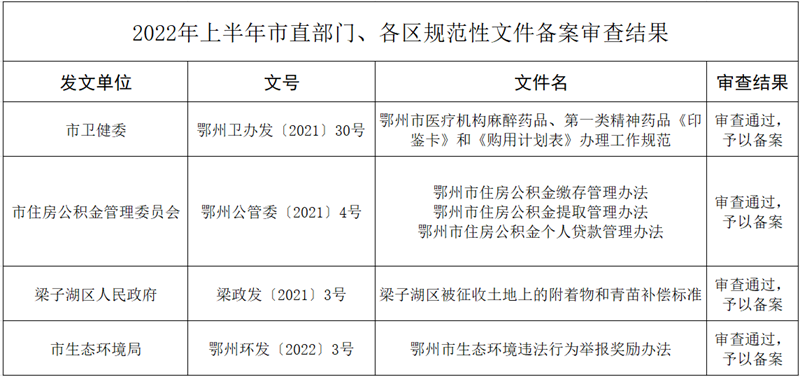 2022年上半年市直部门、各区规范性文件备案审查结果
发文单位 文号 文件名 审查结果
市卫健委 鄂州卫办发〔2021〕30号 鄂州市医疗机构麻醉药品、第一类精神药品《印 审查通过，
鉴卡》和《购用计划表》办理工作规范 予以备案
市住房公积金管理委员会 鄂州公管委〔2021〕4号 鄂州市住房公积金缴存管理办法 审查通过，
鄂州市住房公积金提取管理办法 予以备案
鄂州市住房公积金个人贷款管理办法
梁子湖区人民政府 梁政发〔2021〕3号 梁子湖区被征收土地上的附着物和青苗补偿标准 审查通过，
予以备案
市生态环境局 鄂州环发〔2022〕3号 鄂州市生态环境违法行为举报奖励办法 审查通过，
予以备案